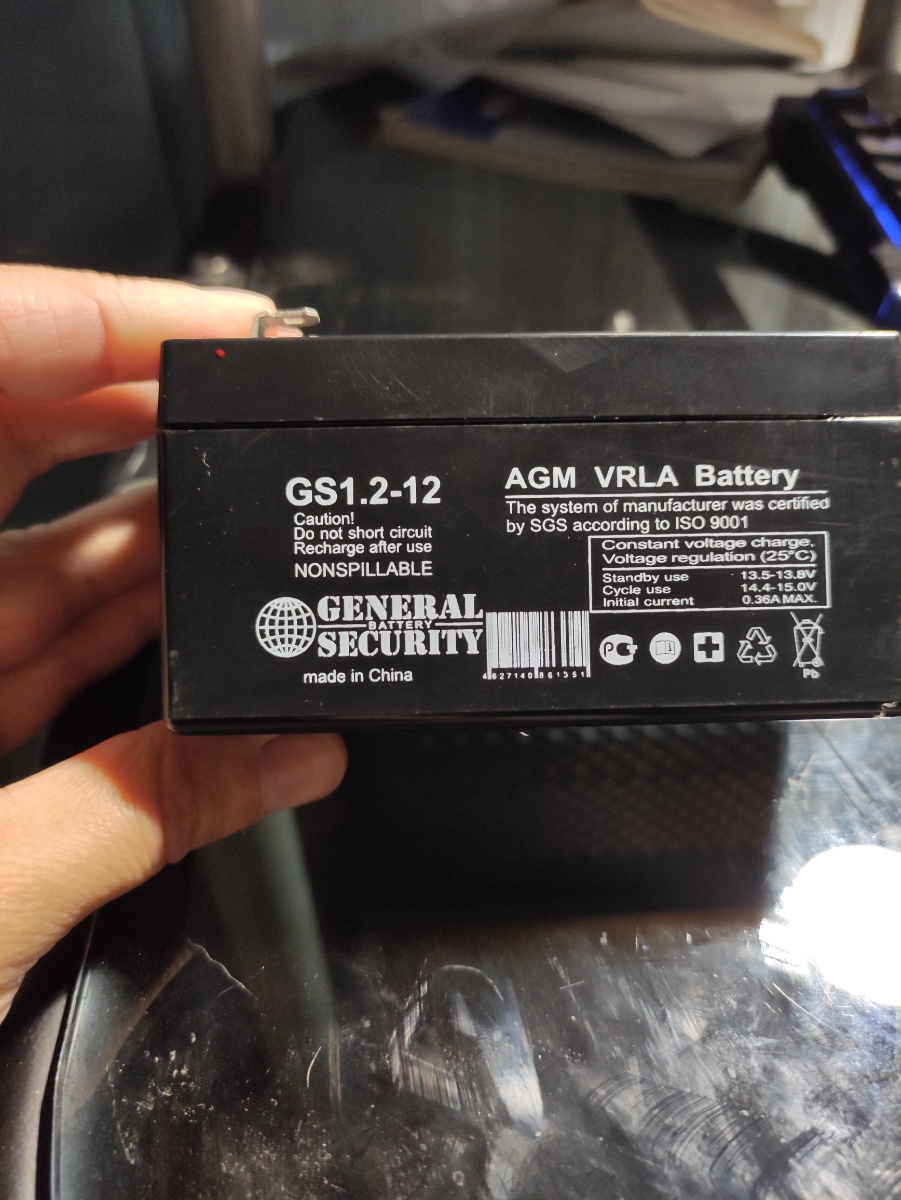 GS1.2-12
Caution!
Do not short circuit
Recharge after use
NONSPILLABLE
GENERAL
BATTERY
SECURITY
made in China
AGM VRLA Battery
The system of manufacturer was certified
by SGS according to ISO 9001
Constant voltage charge.
Voltage regulation (25°C)
Standby use 13.5-13.8V
Cycle use 14.4-15.0V
Initial current 0.36A MAX.
4627140861351
РСТ
Pb